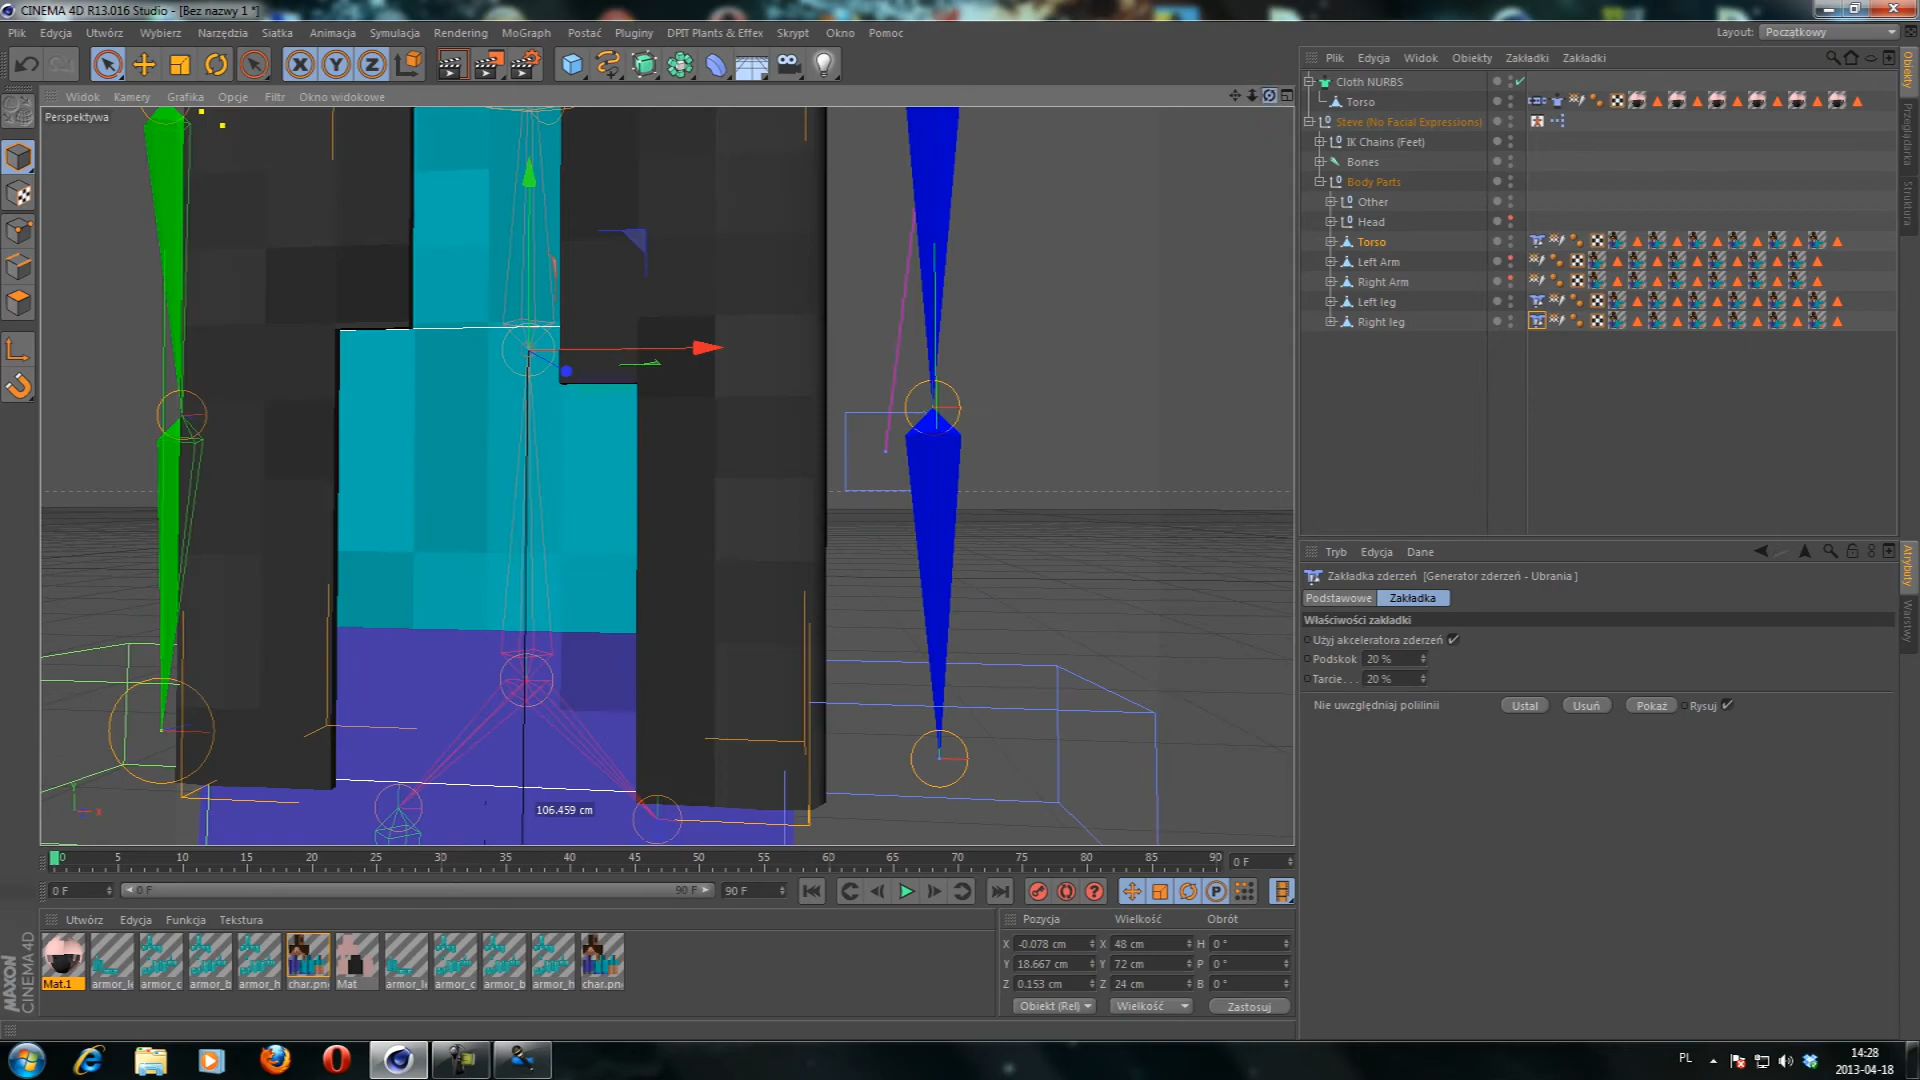 CINEMA 4D R13.016 Studio - [Bez nazwy 1 *]
Plik Edycja Utwórz Wybierz Narzędzia Siatka Animacja Symulacja Rendering MoGraph Postać Pluginy DPIT Plants & Effex Skrypt Okno Pomoc
Layout: Początkowy
Widok Kamery Grafika Opcje Filtr Okno widokowe
Perspektywa
106.459 cm
Plik Edycja Widok Obiekty Zakładki Zakładki
Cloth NURBS
Torso
Steve (No Facial Expressions)
IK Chains (Feet)
Bones
Body Parts
Other
Head
Torso
Left Arm
Right Arm
Left leg
Right leg
Obiekty
Przeglądarka
Struktura
Tryb Edycja Dane
Zakładka zderzeń [Generator zderzeń - Ubrania ]
Podstawowe Zakładka
Właściwości zakładki
Użyj akceleratora zderzeń
Podskok 20 %
Tarcie . . . 20 %
Nie uwzględniaj polilinii Ustal Usuń Pokaż Rysuj
Atrybuty
Warstwy
0 5 10 15 20 25 30 35 40 45 50 55 60 65 70 75 80 85 90 0 F
0 F 0 F 90 F 90 F
Utwórz Edycja Funkcja Tekstura
Mat.1 armor_le armor_c armor_b armor_h char.pn Mat armor_le armor_c armor_b armor_h char.pn
Pozycja Wielkość Obrót
X -0.078 cm X 48 cm H 0 °
Y 18.667 cm Y 72 cm P 0 °
Z 0.153 cm Z 24 cm B 0 °
Obiekt (Rel) Wielkość Zastosuj
MAXON
CINEMA 4D
PL
14:28
2013-04-18